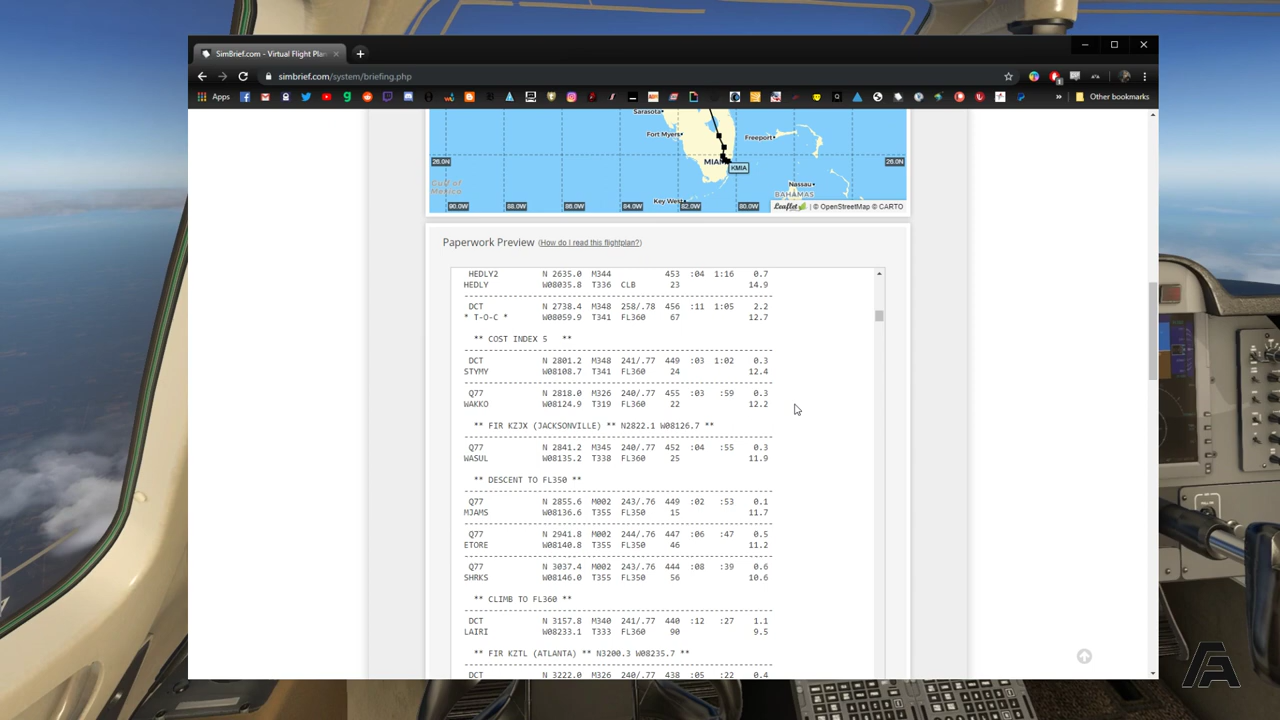 SimBrief.com - Virtual Flight Plan
simbrief.com/system/briefing.php
Apps
Other bookmarks
Sarasota
Fort Myers
Freeport
26.0N
MIAMI
KMIA
26.0N
Gulf of
Mexico
Nassau
BAHAMAS
Key West
90.0W 88.0W 86.0W 84.0W 82.0W 80.0W
Leaflet | © OpenStreetMap © CARTO
Paperwork Preview (How do I read this flightplan?)
HEDLY2 N 2635.0 M344 453 :04 1:16 0.7
HEDLY W08035.8 T336 CLB 23 14.9
DCT N 2738.4 M348 258/.78 456 :11 1:05 2.2
* T-O-C * W08059.9 T341 FL360 67 12.7
** COST INDEX 5 **
DCT N 2801.2 M348 241/.77 449 :03 1:02 0.3
STYMY W08108.7 T341 FL360 24 12.4
Q77 N 2818.0 M326 240/.77 455 :03 :59 0.3
WAKKO W08124.9 T319 FL360 22 12.2
** FIR KZJX (JACKSONVILLE) ** N2822.1 W08126.7 **
Q77 N 2841.2 M345 240/.77 452 :04 :55 0.3
WASUL W08135.2 T338 FL360 25 11.9
** DESCENT TO FL350 **
Q77 N 2855.6 M002 243/.76 449 :02 :53 0.1
MJAMS W08136.6 T355 FL350 15 11.7
Q77 N 2941.8 M002 244/.76 447 :06 :47 0.5
ETORE W08140.8 T355 FL350 46 11.2
Q77 N 3037.4 M002 243/.76 444 :08 :39 0.6
SHRKS W08146.0 T355 FL350 56 10.6
** CLIMB TO FL360 **
DCT N 3157.8 M340 241/.77 440 :12 :27 1.1
LAIRI W08233.1 T333 FL360 90 9.5
** FIR KZTL (ATLANTA) ** N3200.3 W08235.7 **
DCT N 3222.0 M326 240/.77 438 :05 :22 0.4